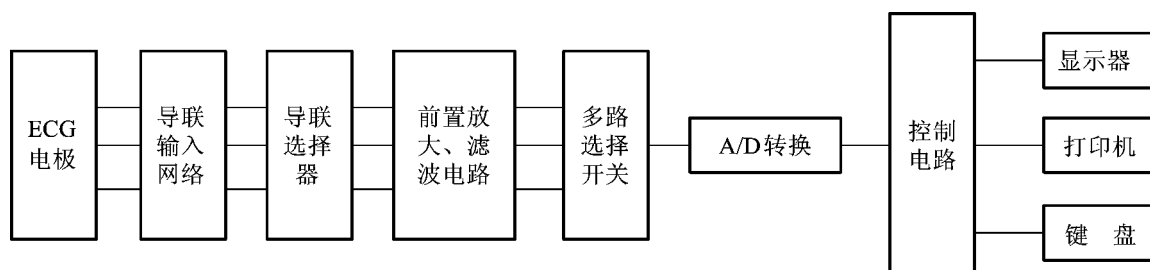 ECG
电极
导联
输入
网络
导联
选择
器
前置放
大、滤
波电路
多路
选择
开关
A/D转换
控制
电路
显示器
打印机
键 盘